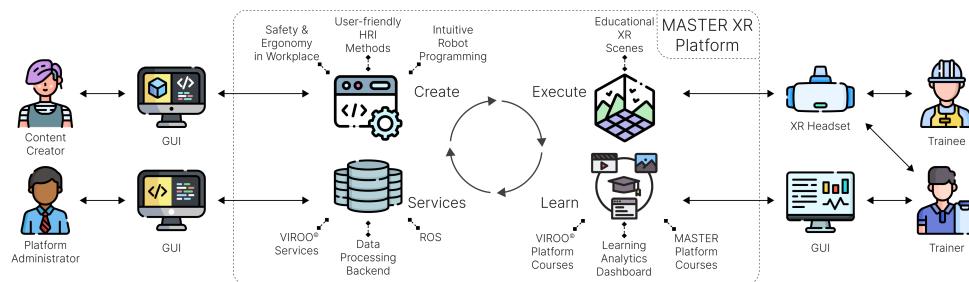 MASTER XR
Platform
Safety &
Ergonomy
in Workplace
User-friendly
HRI
Methods
Intuitive
Robot
Programming
Educational
XR
Scenes
Create
Execute
Content
Creator
GUI
XR Headset
Trainee
Services
Learn
Platform
Administrator
GUI
VIROO®
Services
Data
Processing
Backend
ROS
VIROO®
Platform
Courses
Learning
Analytics
Dashboard
MASTER
Platform
Courses
GUI
Trainer